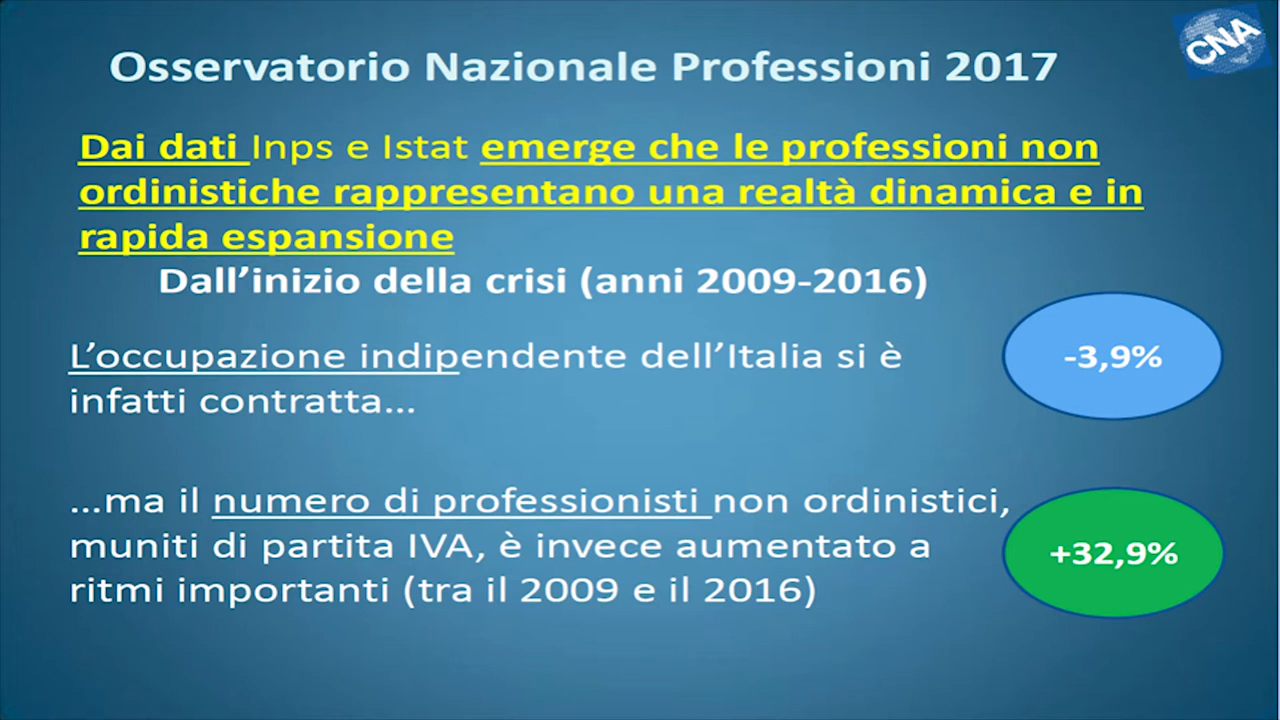 CNA
Osservatorio Nazionale Professioni 2017
Dai dati Inps e Istat emerge che le professioni non
ordinistiche rappresentano una realtà dinamica e in
rapida espansione
Dall’inizio della crisi (anni 2009-2016)
L’occupazione indipendente dell’Italia si è
infatti contratta...
-3,9%
...ma il numero di professionisti non ordinistici,
muniti di partita IVA, è invece aumentato a
ritmi importanti (tra il 2009 e il 2016)
+32,9%